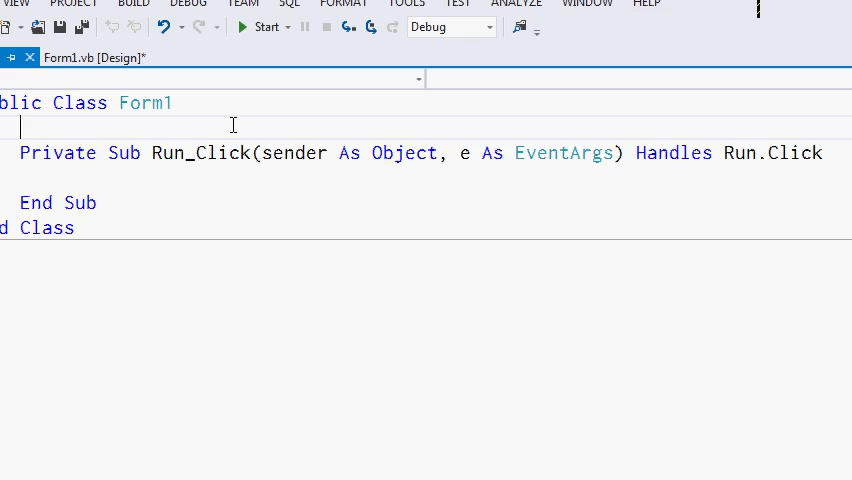 VIEW PROJECT BUILD DEBUG TEAM SQL FORMAT TOOLS TEST ANALYZE WINDOW HELP
Start Debug
Form1.vb [Design]*
blic Class Form1
Private Sub Run_Click(sender As Object, e As EventArgs) Handles Run.Click
End Sub
d Class